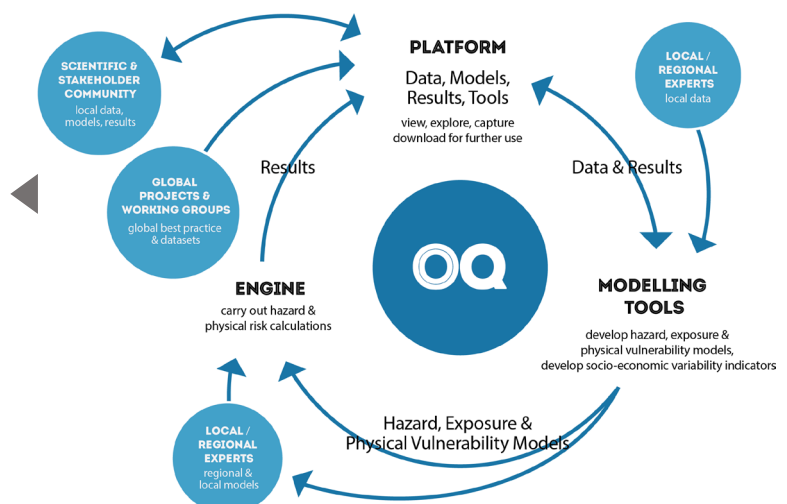 SCIENTIFIC &
STAKEHOLDER
COMMUNITY
local data,
models, results
GLOBAL
PROJECTS &
WORKING GROUPS
global best practice
& datasets
PLATFORM
Data, Models,
Results, Tools
view, explore, capture
download for further use
LOCAL /
REGIONAL
EXPERTS
local data
Results
Data & Results
OQ
ENGINE
carry out hazard &
physical risk calculations
MODELLING
TOOLS
develop hazard, exposure &
physical vulnerability models,
develop socio-economic variability indicators
Hazard, Exposure &
Physical Vulnerability Models
LOCAL /
REGIONAL
EXPERTS
regional &
local models